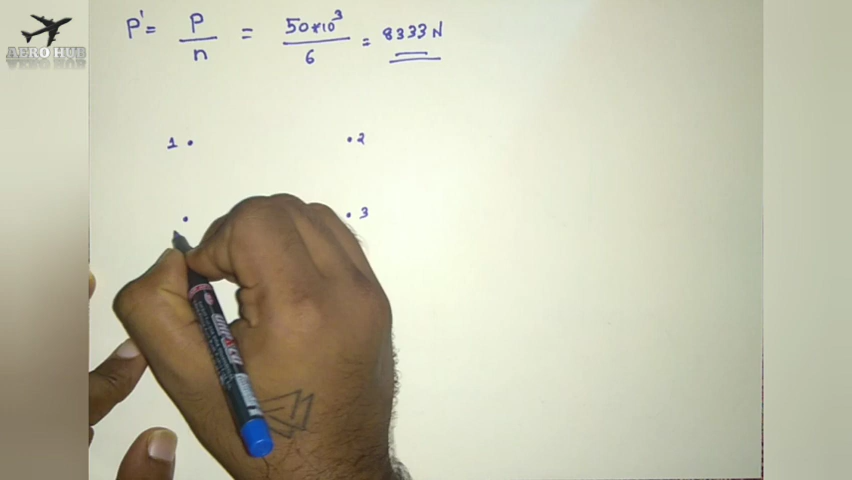 AERO HUB
P' = P/n = 50*10³/6 = 8333 N
1 2
3